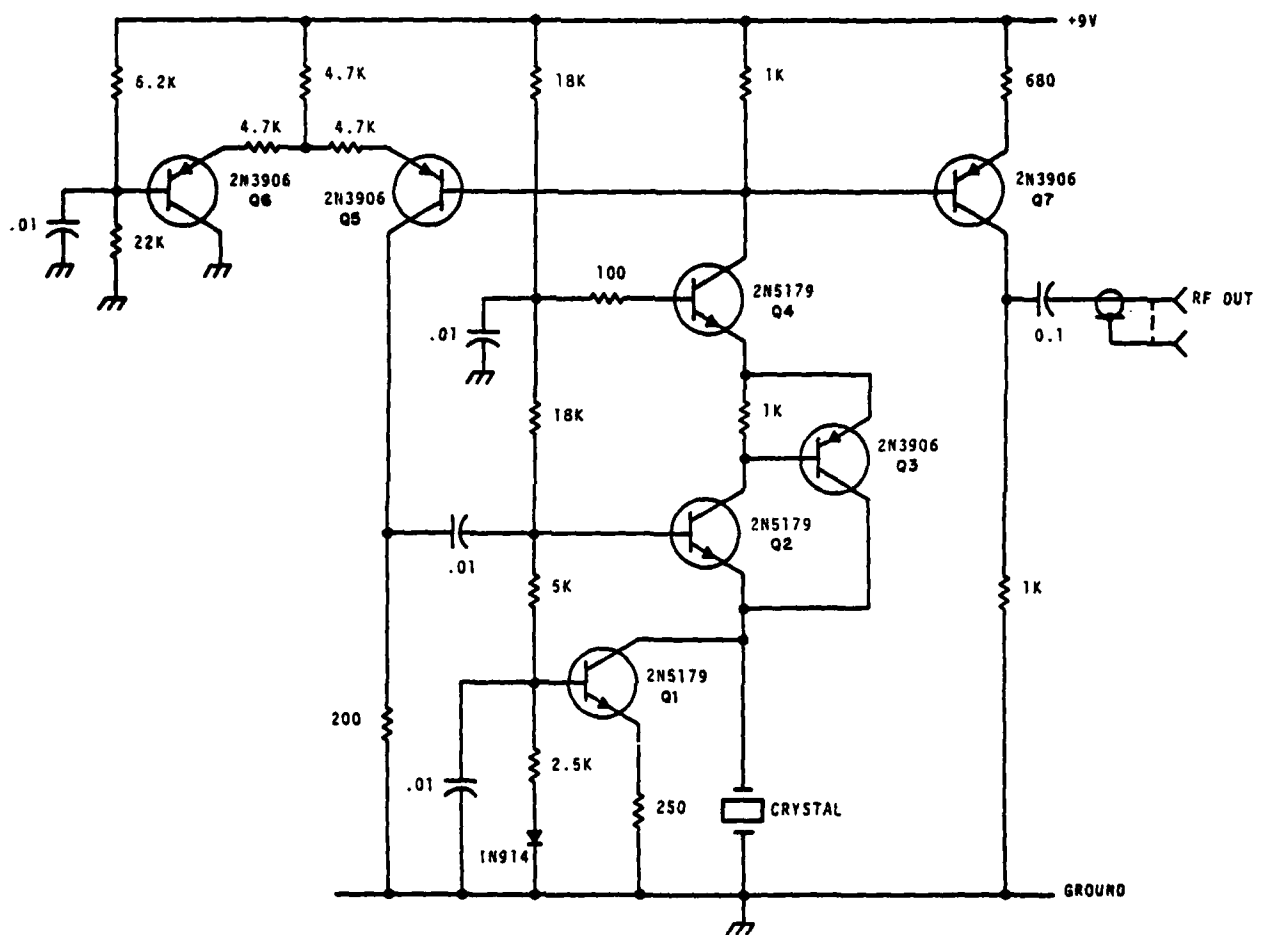 +9V
6.2K
4.7K
18K
1K
680
4.7K
4.7K
2N3906
Q6
2N3906
Q5
2N3906
Q7
.01
22K
100
2N5179
Q4
RF OUT
.01
0.1
18K
1K
2N3906
Q3
2N5179
Q2
.01
5K
1K
2N5179
Q1
200
2.5K
.01
250
CRYSTAL
IN914
GROUND